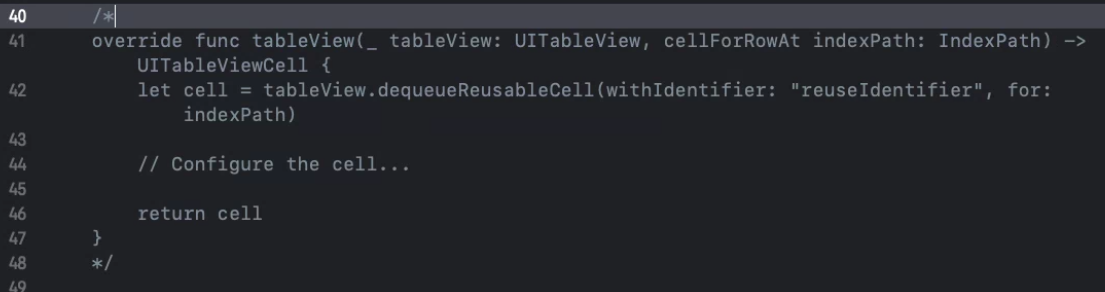 40 /*
41 override func tableView(_ tableView: UITableView, cellForRowAt indexPath: IndexPath) ->
UITableViewCell {
42 let cell = tableView.dequeueReusableCell(withIdentifier: "reuseIdentifier", for:
indexPath)
43
44 // Configure the cell...
45
46 return cell
47 }
48 */
49